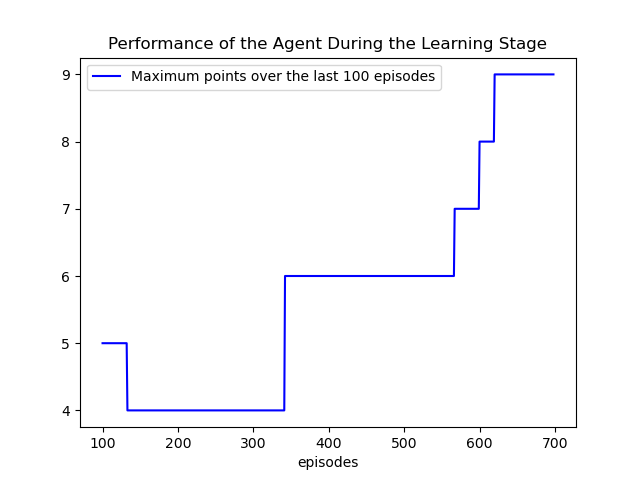 Performance of the Agent During the Learning Stage
Maximum points over the last 100 episodes
9
8
7
6
5
4
100 200 300 400 500 600 700
episodes